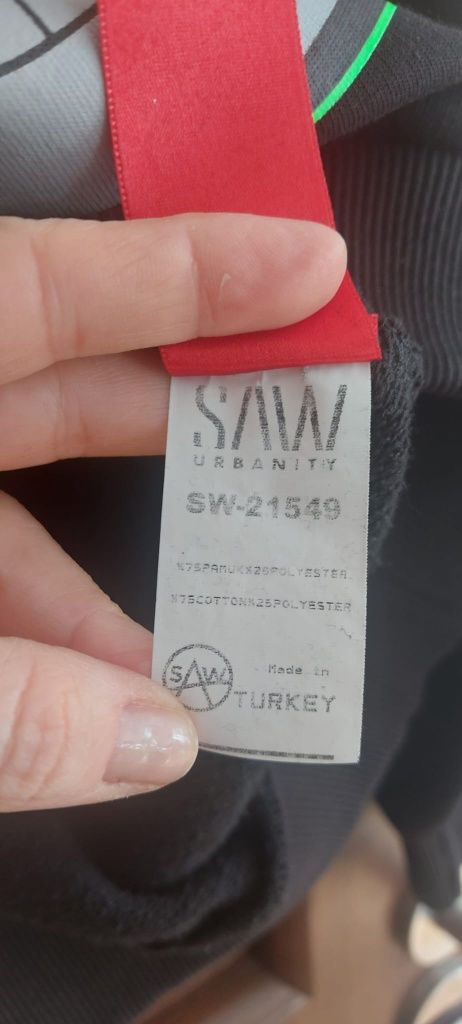 SAW
URBANITY
SW-21549
%75PAMUK%25POLYESTER
%75COTTON%25POLYESTER
SAW
Made in
TURKEY